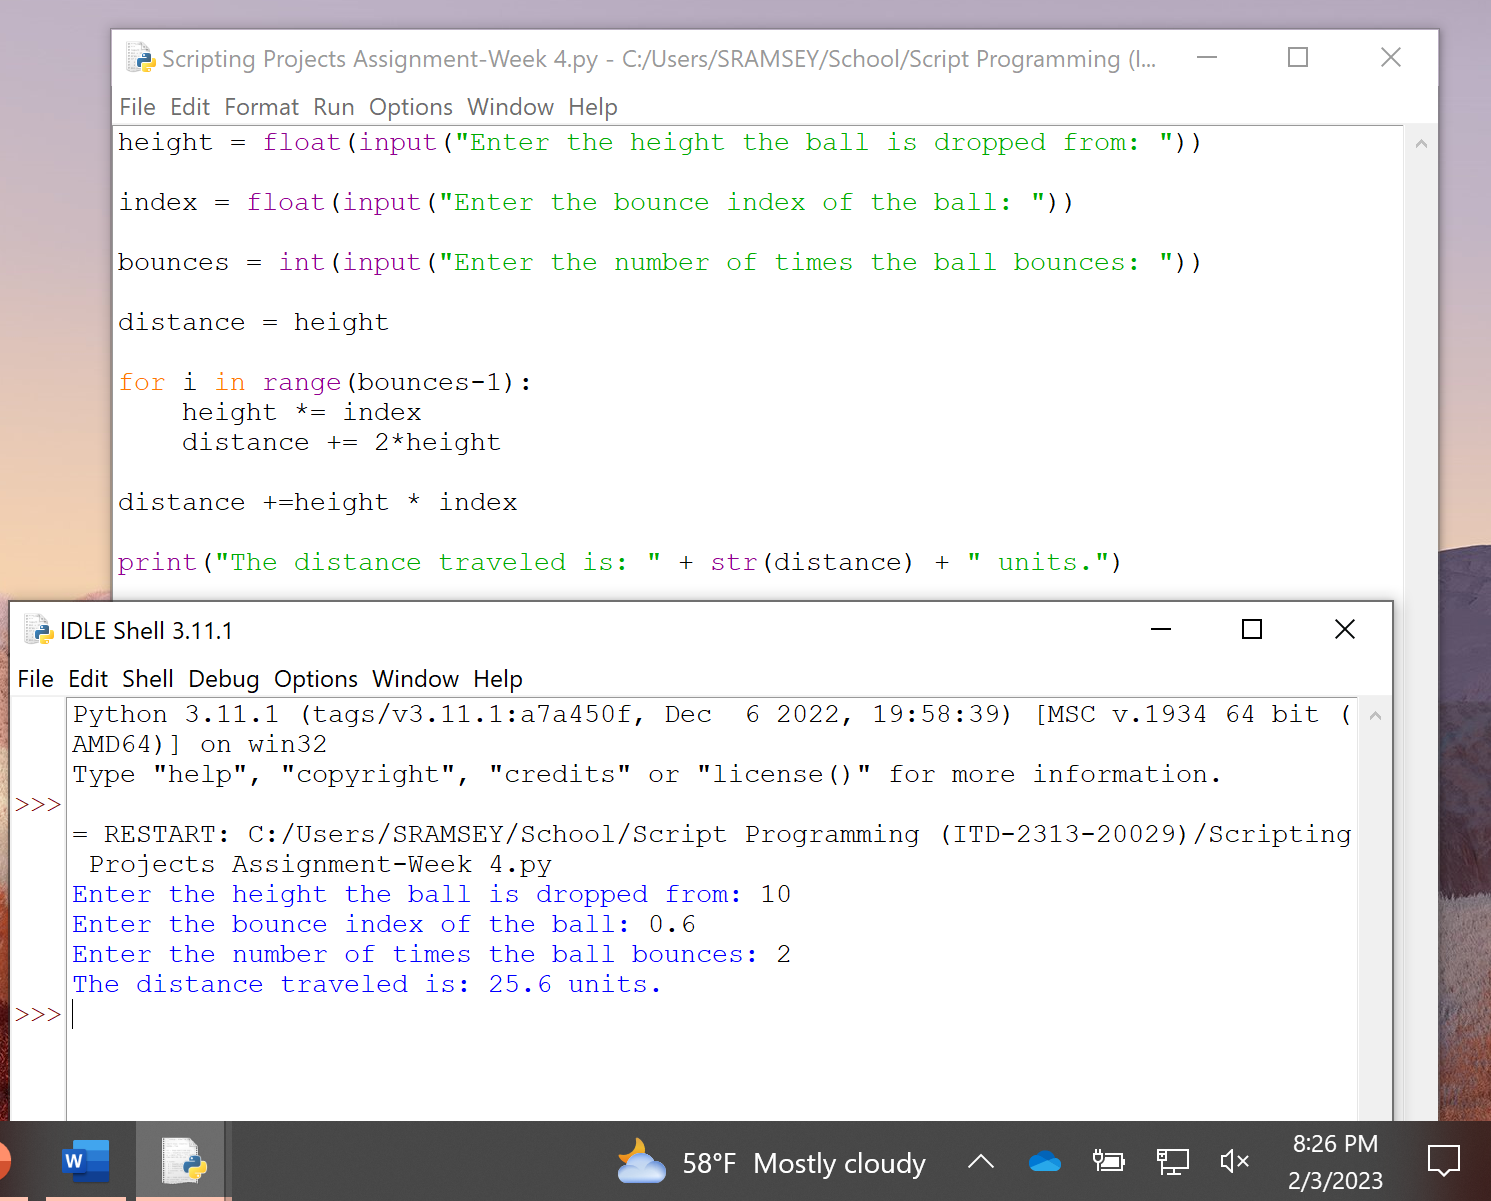 Scripting Projects Assignment-Week 4.py - C:/Users/SRAMSEY/School/Script Programming (I...
File Edit Format Run Options Window Help
height = float(input("Enter the height the ball is dropped from: "))
index = float(input("Enter the bounce index of the ball: "))
bounces = int(input("Enter the number of times the ball bounces: "))
distance = height
for i in range(bounces-1):
    height *= index
    distance += 2*height
distance +=height * index
print("The distance traveled is: " + str(distance) + " units.")
IDLE Shell 3.11.1
File Edit Shell Debug Options Window Help
Python 3.11.1 (tags/v3.11.1:a7a450f, Dec  6 2022, 19:58:39) [MSC v.1934 64 bit (
AMD64)] on win32
Type "help", "copyright", "credits" or "license()" for more information.
>>>
= RESTART: C:/Users/SRAMSEY/School/Script Programming (ITD-2313-20029)/Scripting
 Projects Assignment-Week 4.py
Enter the height the ball is dropped from: 10
Enter the bounce index of the ball: 0.6
Enter the number of times the ball bounces: 2
The distance traveled is: 25.6 units.
>>>
W
58°F Mostly cloudy
8:26 PM
2/3/2023